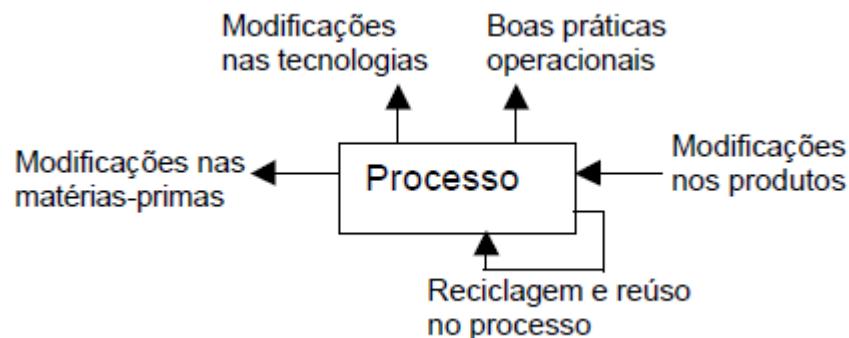 Modificações
nas tecnologias
Boas práticas
operacionais
Modificações nas
matérias-primas
Processo
Modificações
nos produtos
Reciclagem e reúso
no processo